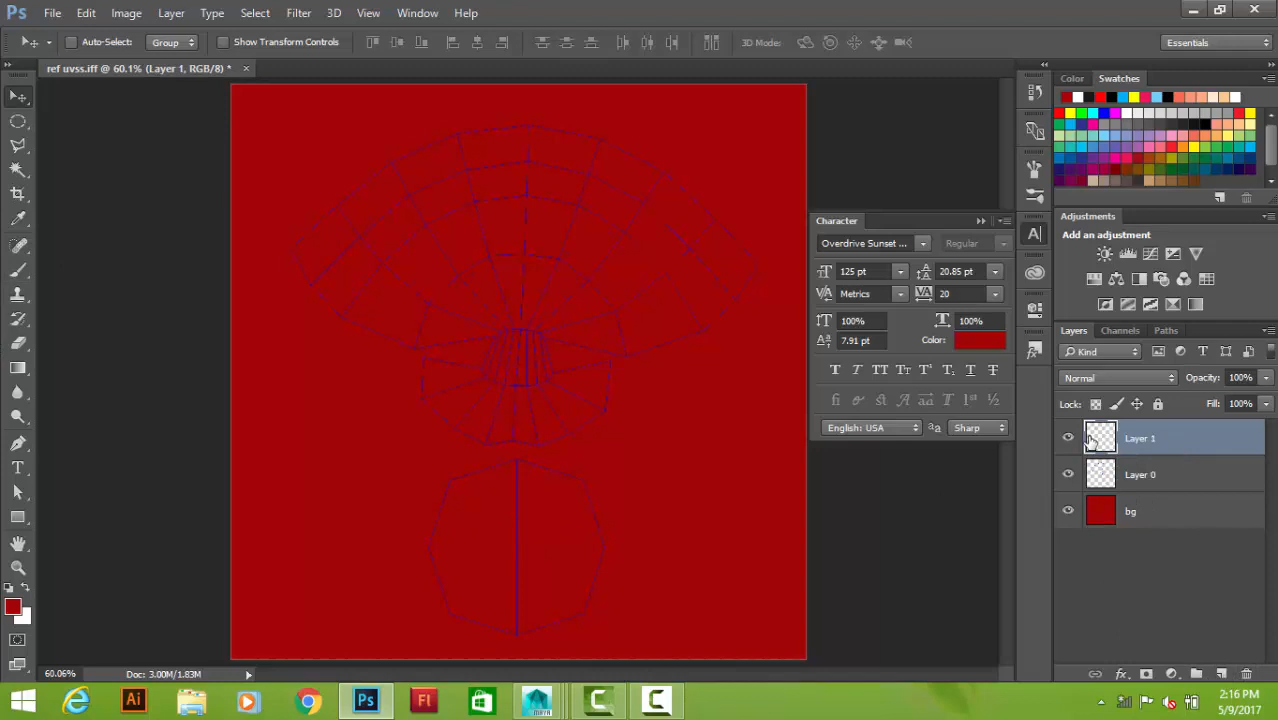 Ps File Edit Image Layer Type Select Filter 3D View Window Help
Auto-Select: Group Show Transform Controls 3D Mode: Essentials
ref uvss.iff @ 60.1% (Layer 1, RGB/8) *
Color Swatches
Adjustments
Add an adjustment
Character
Overdrive Sunset ... Regular
125 pt 20.85 pt
Metrics 20
100% 100%
7.91 pt Color:
English: USA Sharp
Layers Channels Paths
Kind
Normal Opacity: 100%
Lock: Fill: 100%
Layer 1
Layer 0
bg
60.06% Doc: 3.00M/1.83M
Ai Ps Fl MAYA
2:16 PM
5/9/2017